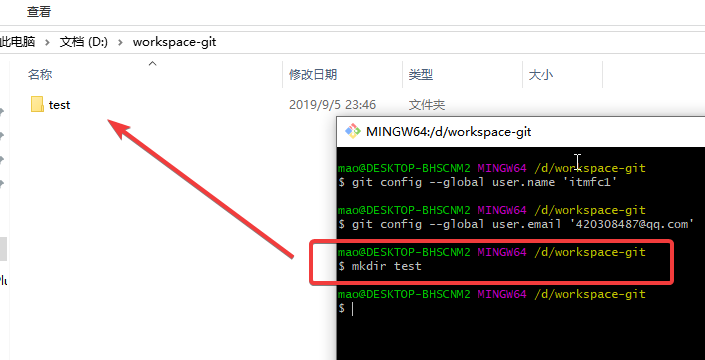 查看
此电脑 > 文档 (D:) > workspace-git
名称 修改日期 类型 大小
test 2019/9/5 23:46 文件夹
MINGW64:/d/workspace-git
mao@DESKTOP-BHSCNM2 MINGW64 /d/workspace-git
$ git config --global user.name 'itmfc1'
mao@DESKTOP-BHSCNM2 MINGW64 /d/workspace-git
$ git config --global user.email '420308487@qq.com'
mao@DESKTOP-BHSCNM2 MINGW64 /d/workspace-git
$ mkdir test
mao@DESKTOP-BHSCNM2 MINGW64 /d/workspace-git
$